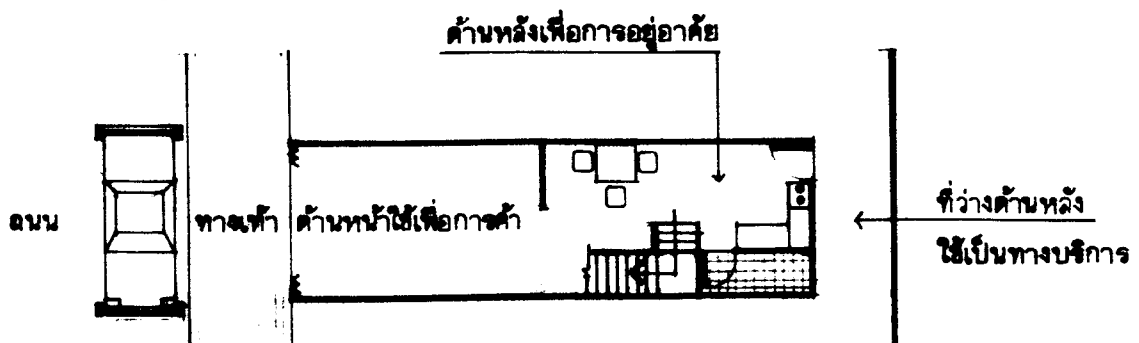 ด้านหลังเพื่อการอยู่อาศัย
ถนน
ทางเท้า
ด้านหน้าใช้เพื่อการค้า
ที่ว่างด้านหลัง
ใช้เป็นทางบริการ